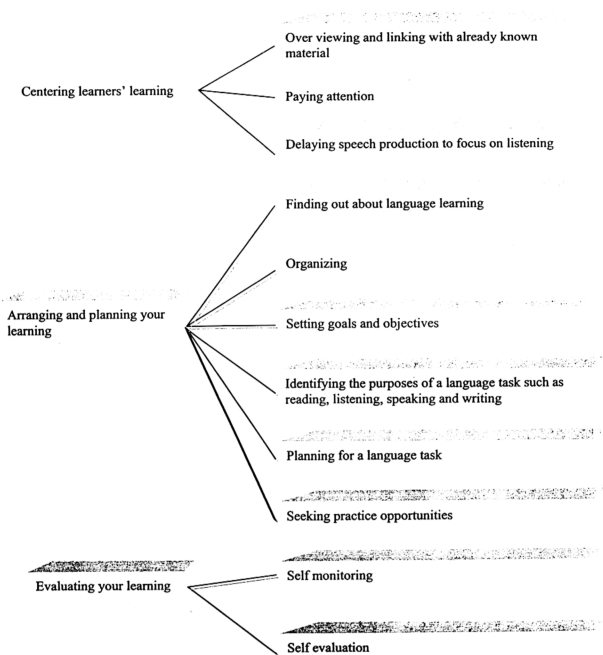 Over viewing and linking with already known
material
Centering learners' learning
Paying attention
Delaying speech production to focus on listening
Finding out about language learning
Organizing
Arranging and planning your
learning
Setting goals and objectives
Identifying the purposes of a language task such as
reading, listening, speaking and writing
Planning for a language task
Seeking practice opportunities
Evaluating your learning
Self monitoring
Self evaluation